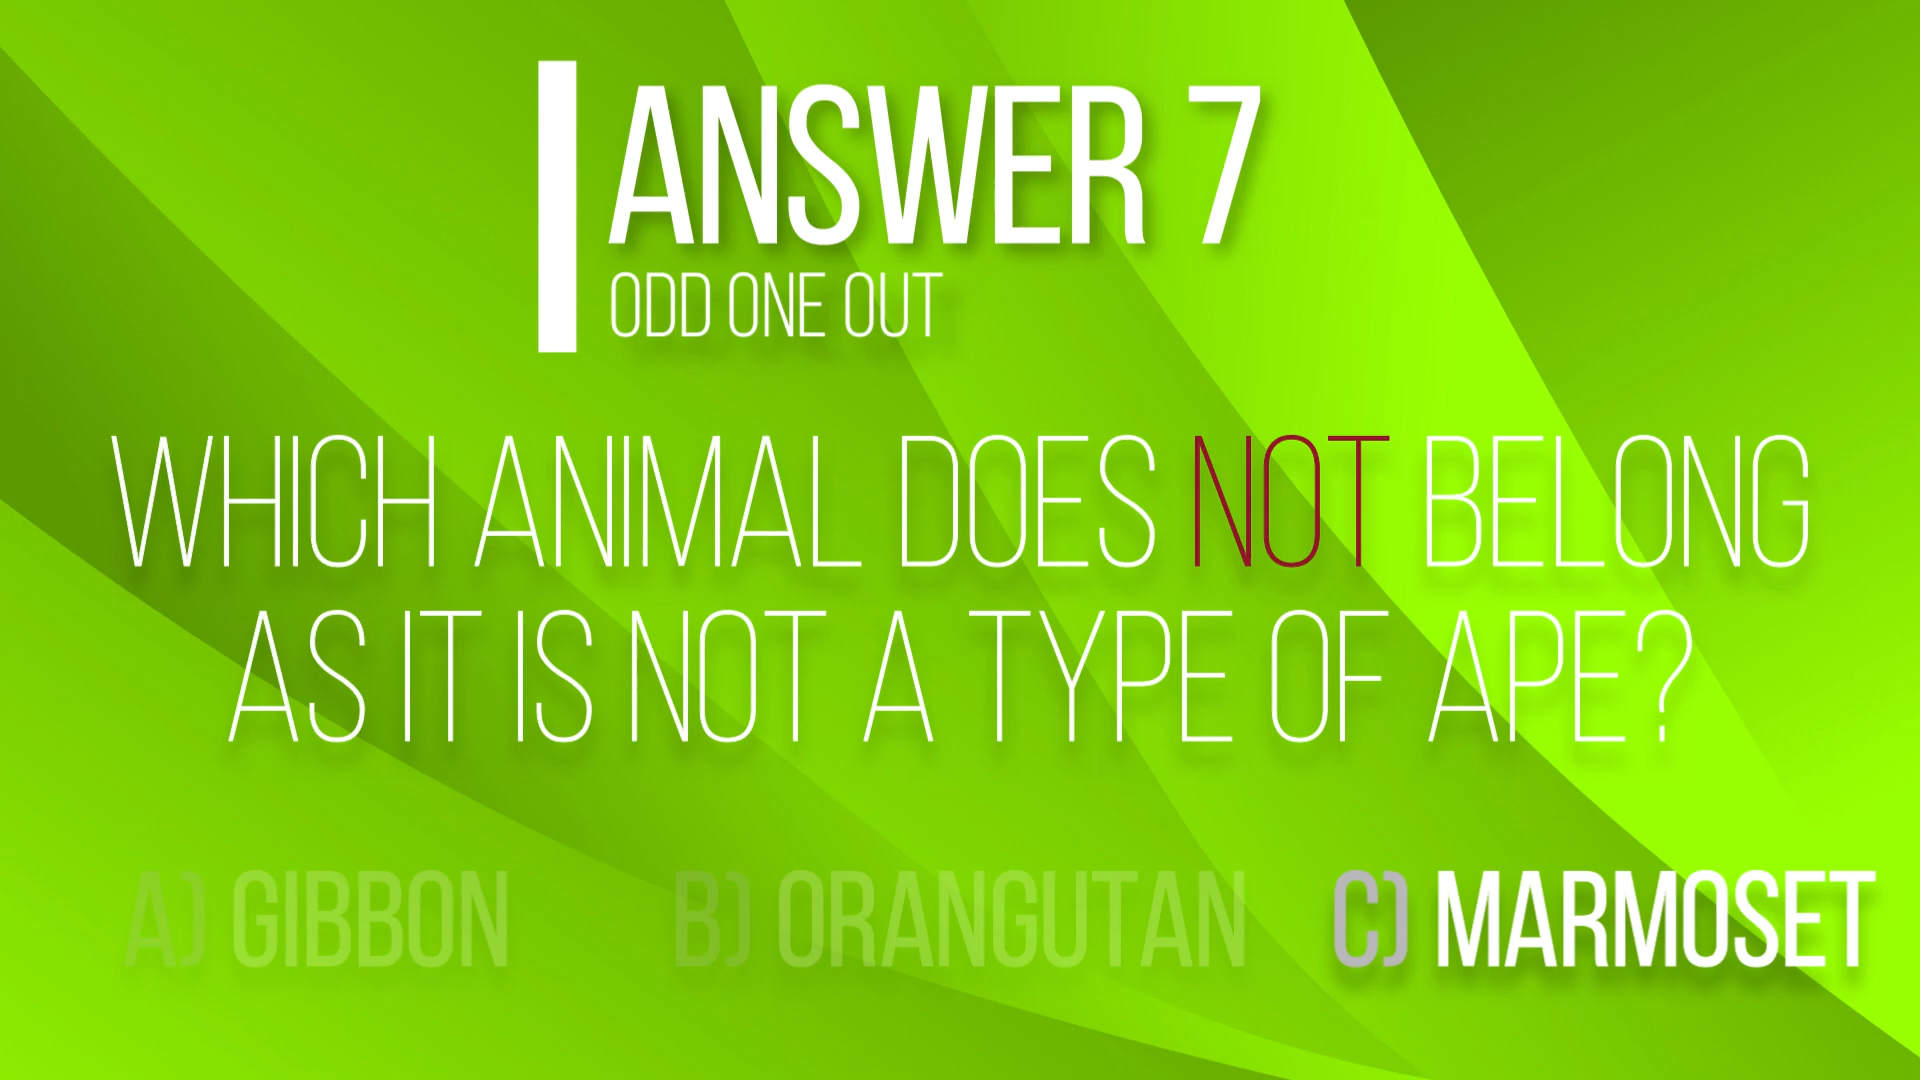 ANSWER 7
ODD ONE OUT
WHICH ANIMAL DOES NOT BELONG
AS IT IS NOT A TYPE OF APE?
A) GIBBON B) ORANGUTAN C) MARMOSET